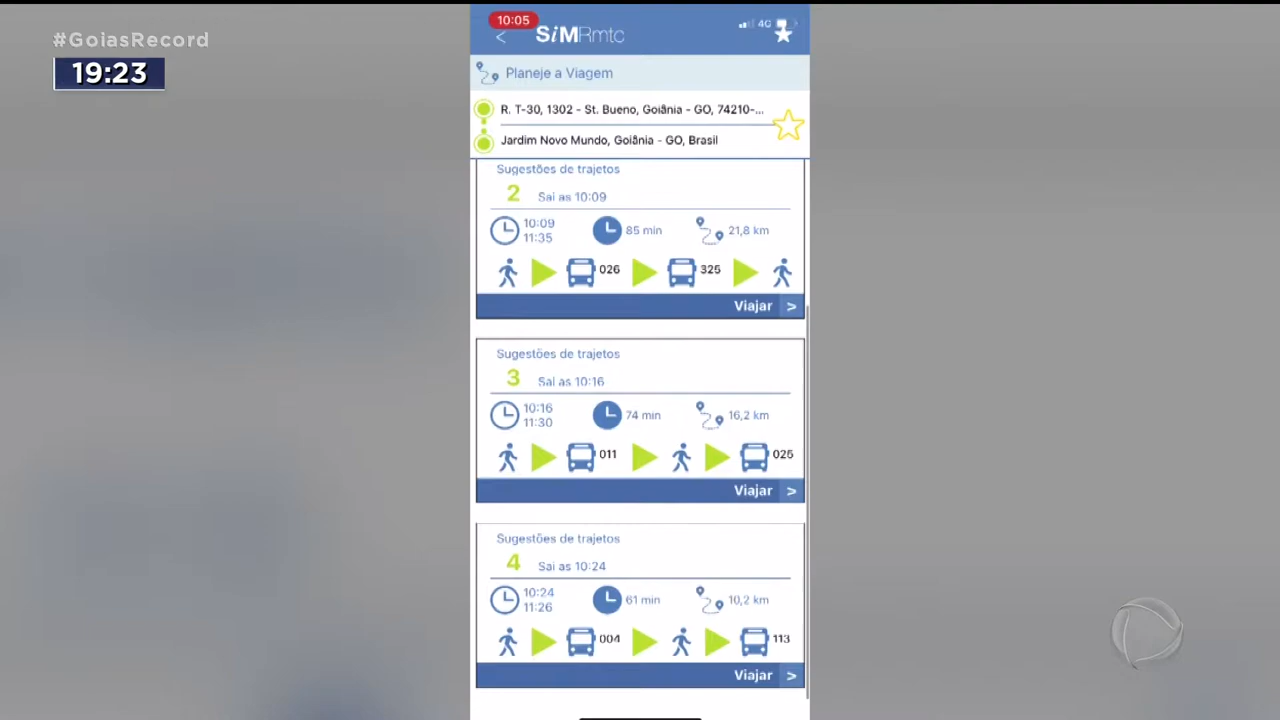 #GoiasRecord
19:23
10:05
4G
< SiMRmtc
Planeje a Viagem
R. T-30, 1302 - St. Bueno, Goiânia - GO, 74210-...
Jardim Novo Mundo, Goiânia - GO, Brasil
Sugestões de trajetos
2 Sai as 10:09
10:09
11:35
85 min
21,8 km
026
325
Viajar >
Sugestões de trajetos
3 Sai as 10:16
10:16
11:30
74 min
16,2 km
011
025
Viajar >
Sugestões de trajetos
4 Sai as 10:24
10:24
11:26
61 min
10,2 km
004
113
Viajar >